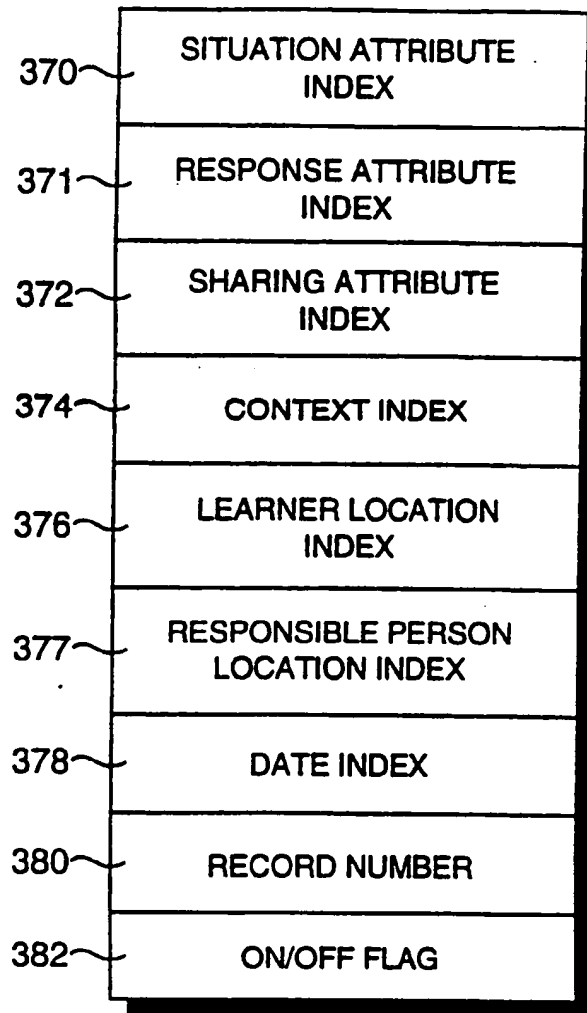 370
SITUATION ATTRIBUTE
INDEX
371
RESPONSE ATTRIBUTE
INDEX
372
SHARING ATTRIBUTE
INDEX
374
CONTEXT INDEX
376
LEARNER LOCATION
INDEX
377
RESPONSIBLE PERSON
LOCATION INDEX
378
DATE INDEX
380
RECORD NUMBER
382
ON/OFF FLAG